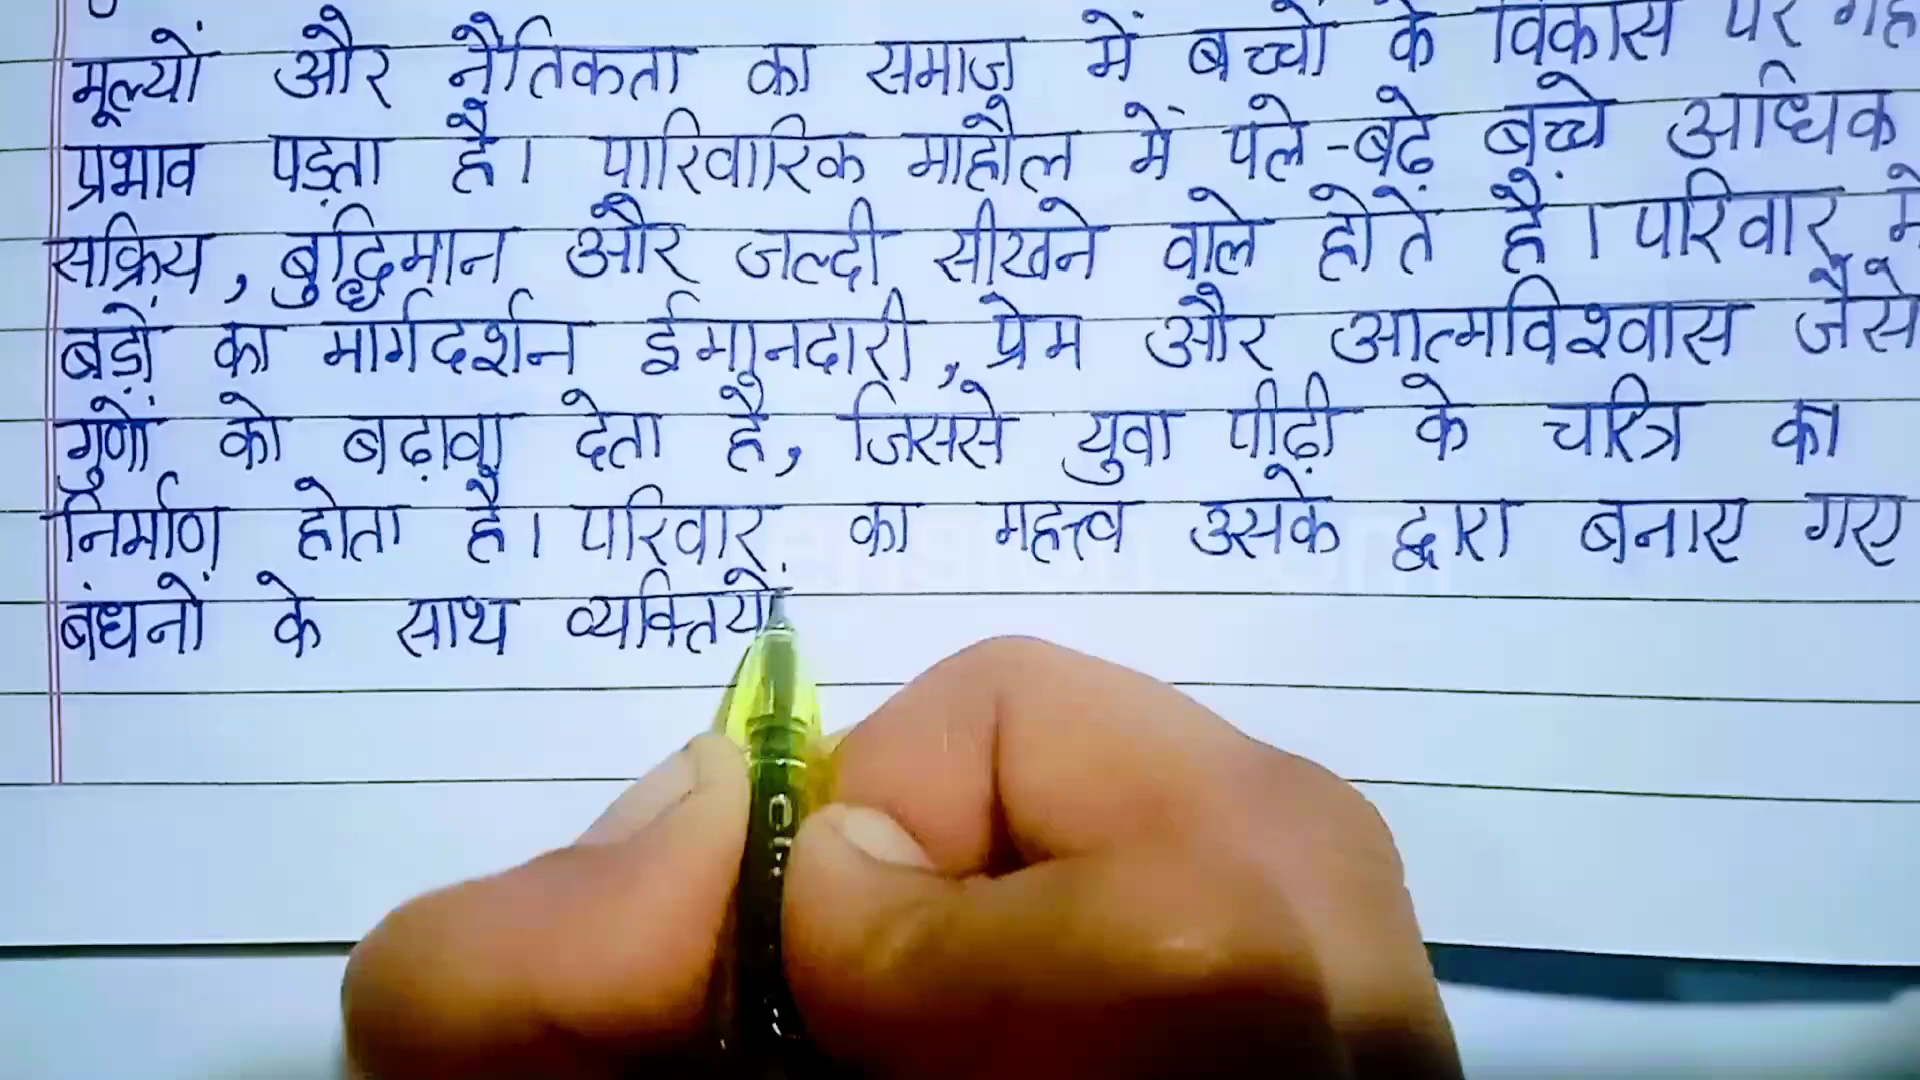 मूल्यों और नैतिकता का समाज में बच्चों के विकास पर
प्रभाव पड़ता है। पारिवारिक माहौल में पले-बढ़े बच्चे अधिक
सक्रिय, बुद्धिमान और जल्दी सीखने वाले होतें हैं। परिवार में
बड़ों का मार्गदर्शन ईमानदारी, प्रेम और आत्मविश्वास जैसे
गुणों को बढ़ावा देता है, जिससे युवा पीढ़ी के चरित्र का
निर्माण होता है। परिवार का महत्त्व उसकें द्वारा बनाए गए
बंधनों के साथ व्यक्तियों